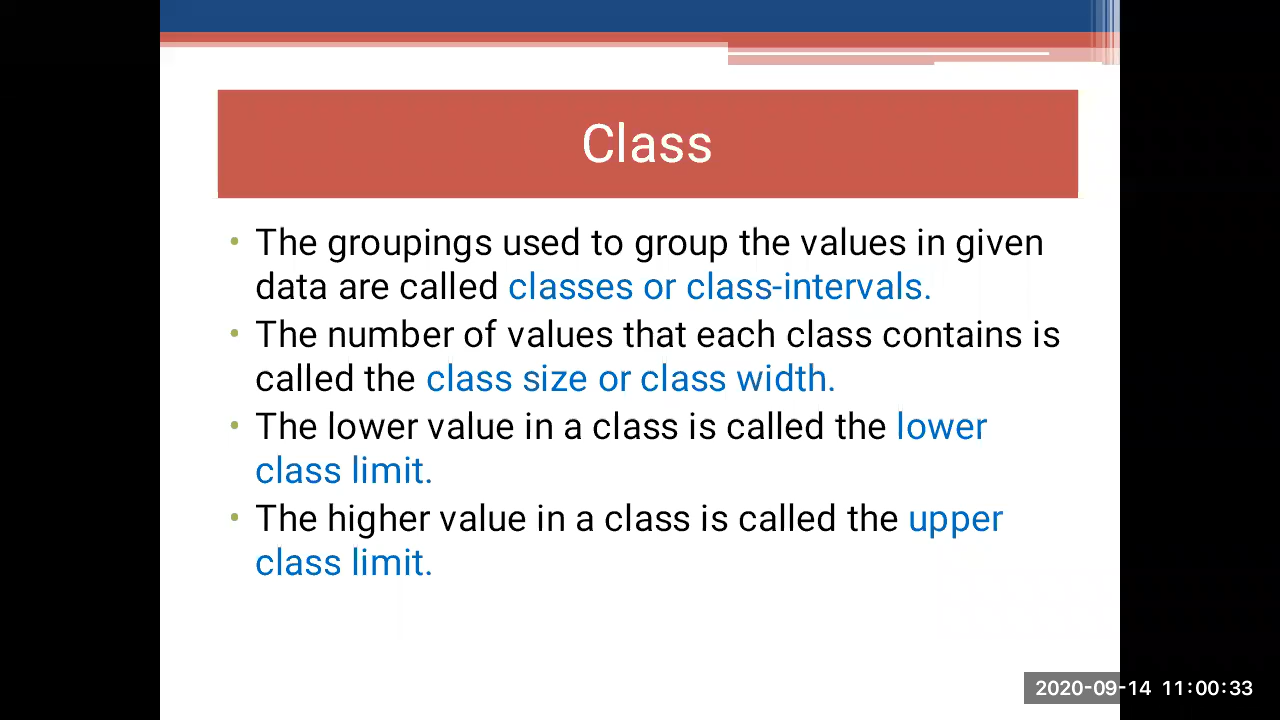 Class
• The groupings used to group the values in given
data are called classes or class-intervals.
• The number of values that each class contains is
called the class size or class width.
• The lower value in a class is called the lower
class limit.
• The higher value in a class is called the upper
class limit.
2020-09-14 11:00:33